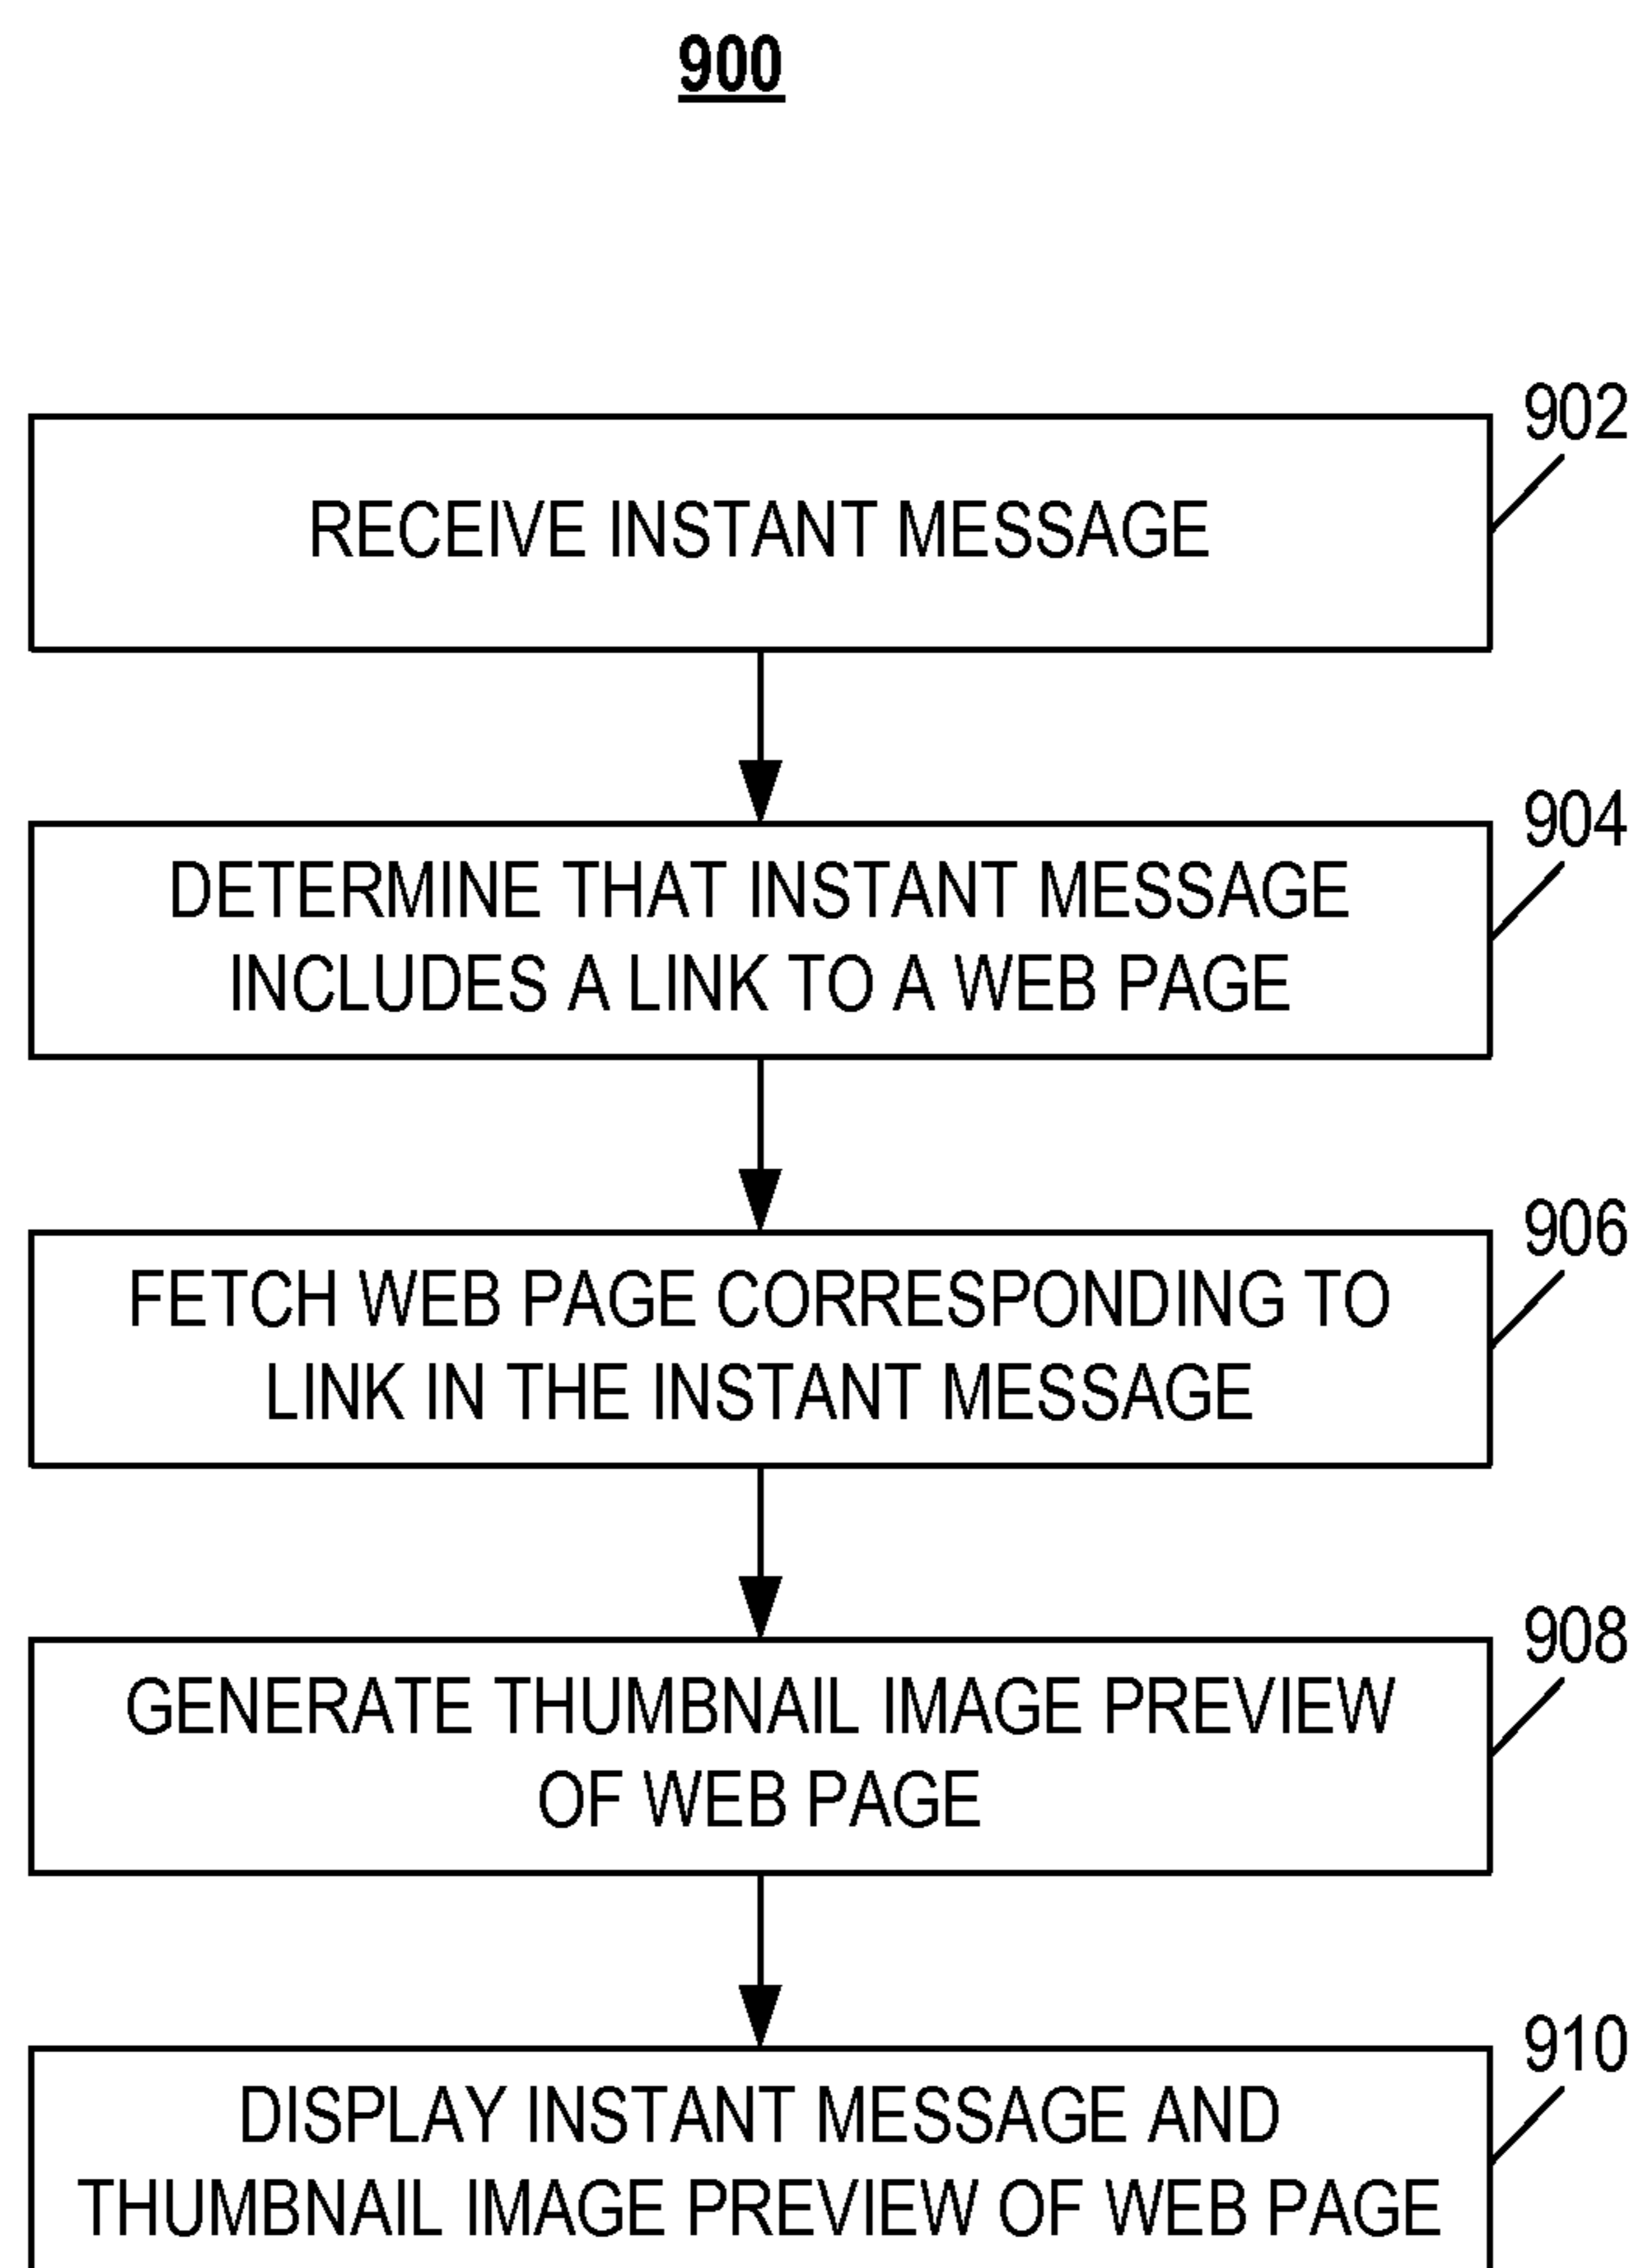 900
902
RECEIVE INSTANT MESSAGE
904
DETERMINE THAT INSTANT MESSAGE
INCLUDES A LINK TO A WEB PAGE
906
FETCH WEB PAGE CORRESPONDING TO
LINK IN THE INSTANT MESSAGE
908
GENERATE THUMBNAIL IMAGE PREVIEW
OF WEB PAGE
910
DISPLAY INSTANT MESSAGE AND
THUMBNAIL IMAGE PREVIEW OF WEB PAGE